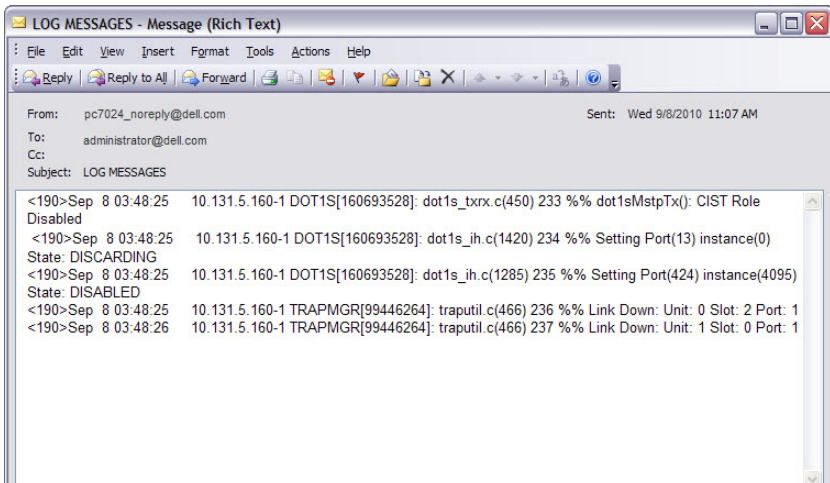 LOG MESSAGES - Message (Rich Text)
File Edit View Insert Format Tools Actions Help
Reply Reply to All Forward
From: pc7024_noreply@dell.com Sent: Wed 9/8/2010 11:07 AM
To: administrator@dell.com
Cc:
Subject: LOG MESSAGES
<190>Sep 8 03:48:25 10.131.5.160-1 DOT1S[160693528]: dot1s_txrx.c(450) 233 %% dot1sMstpTx(): CIST Role
Disabled
<190>Sep 8 03:48:25 10.131.5.160-1 DOT1S[160693528]: dot1s_ih.c(1420) 234 %% Setting Port(13) instance(0)
State: DISCARDING
<190>Sep 8 03:48:25 10.131.5.160-1 DOT1S[160693528]: dot1s_ih.c(1285) 235 %% Setting Port(424) instance(4095)
State: DISABLED
<190>Sep 8 03:48:25 10.131.5.160-1 TRAPMGR[99446264]: traputil.c(466) 236 %% Link Down: Unit: 0 Slot: 2 Port: 1
<190>Sep 8 03:48:26 10.131.5.160-1 TRAPMGR[99446264]: traputil.c(466) 237 %% Link Down: Unit: 1 Slot: 0 Port: 1